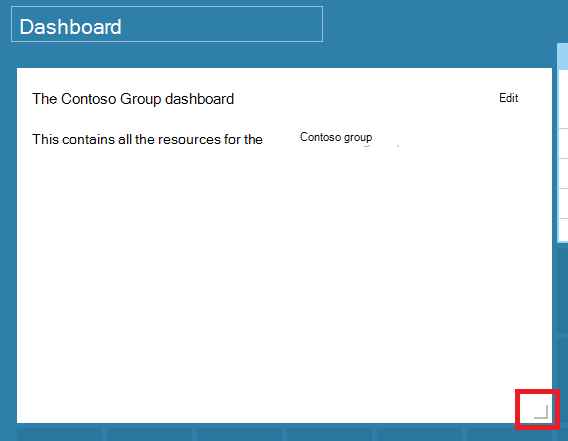 Dashboard
The Contoso Group dashboard
Edit
This contains all the resources for the Contoso group